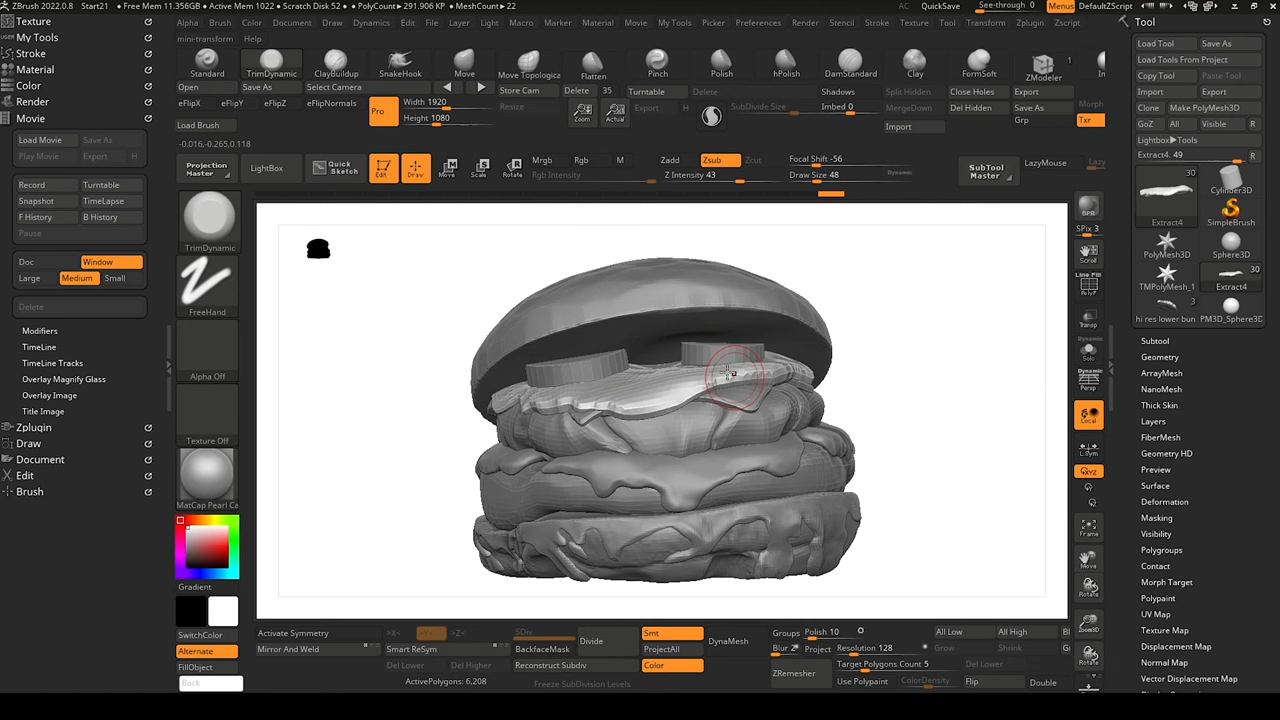 ZBrush 2022.0.8 Start21 • Free Mem 11.356GB • Active Mem 1022 • Scratch Disk 52 • PolyCount▸291.906 KP • MeshCount▸22 AC QuickSave See-through 0 Menus DefaultZScript
Texture Alpha Brush Color Document Draw Dynamics Edit File Layer Light Macro Marker Material Movie My Tools Picker Preferences Render Stencil Stroke Texture Tool Transform Zplugin Zscript Tool
My Tools mini-transform Help
Stroke
Material
Color
Render
Movie
Load Movie Save As
Play Movie Export H
Record Turntable
Snapshot TimeLapse
F History B History
Pause
Doc Window
Large Medium Small
Delete
Modifiers
TimeLine
TimeLine Tracks
Overlay Magnify Glass
Overlay Image
Title Image
Zplugin
Draw
Document
Edit
Brush
Standard TrimDynamic ClayBuildup SnakeHook Move Move Topologica Flatten Pinch Polish hPolish DamStandard Clay FormSoft ZModeler 1 In
Open Save As Select Camera Store Cam Delete 35 Turntable Delete Shadows Split Hidden Close Holes
eFlipX eFlipY eFlipZ eFlipNormals Pro Width 1920 Height 1080 Resize Zoom Actual Export H SubDivide Size Imbed 0 MergeDown Del Hidden Save As Morph
Load Brush Import Grp Txr
-0.016,-0.265,0.118
Projection Master LightBox Quick Sketch Edit Draw Move Scale Rotate
Mrgb Rgb M Zadd Zsub Zcut Focal Shift -56
Rgb Intensity Z Intensity 43 Draw Size 48 Dynamic
SubTool Master LazyMouse Lazy
TrimDynamic
FreeHand
Alpha Off
Texture Off
MatCap Pearl Ca
Gradient
SwitchColor
Alternate
FillObject
Back
BPR
SPix 3
Scroll
Line Fill
PolyF
Transp
Dynamic
Solo
Dynamic
Persp
Local
L.Sym
XYZ
Frame
Move
Rotate
Zoom3D
Rotate
Load Tool Save As
Load Tools From Project
Copy Tool Paste Tool
Import Export
Clone Make PolyMesh3D
GoZ All Visible R
Lightbox▸Tools
Extract4. 49 R
30 Extract4 Cylinder3D
SimpleBrush
PolyMesh3D Sphere3D
30
TMPolyMesh_1 Extract4
3
hi res lower bun PM3D_Sphere3D
Subtool
Geometry
ArrayMesh
NanoMesh
Thick Skin
Layers
FiberMesh
Geometry HD
Preview
Surface
Deformation
Masking
Visibility
Polygroups
Contact
Morph Target
Polypaint
UV Map
Texture Map
Displacement Map
Normal Map
Vector Displacement Map
Activate Symmetry >X< >Y< >Z< SDiv Divide Smt DynaMesh Groups Polish 10 All Low All High Bl
Mirror And Weld Smart ReSym BackfaceMask ProjectAll Blur 2 Project Resolution 128 Grow Shrink Fr
Del Lower Del Higher Reconstruct Subdiv Color ZRemesher Target Polygons Count 5 Del Lower
ActivePolygons: 6,208 Freeze SubDivision Levels Use Polypaint ColorDensity Flip Double